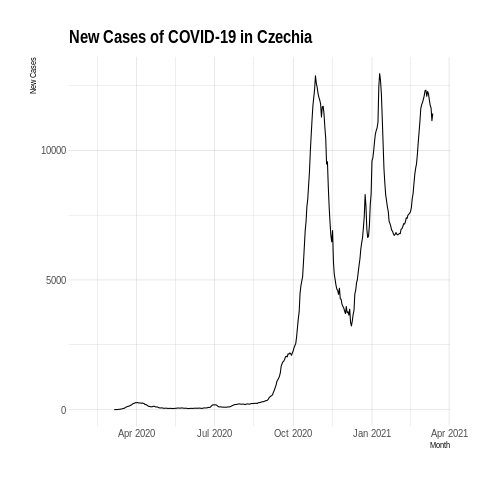 New Cases of COVID-19 in Czechia
New Cases
10000
5000
0
Apr 2020 Jul 2020 Oct 2020 Jan 2021 Apr 2021
Month